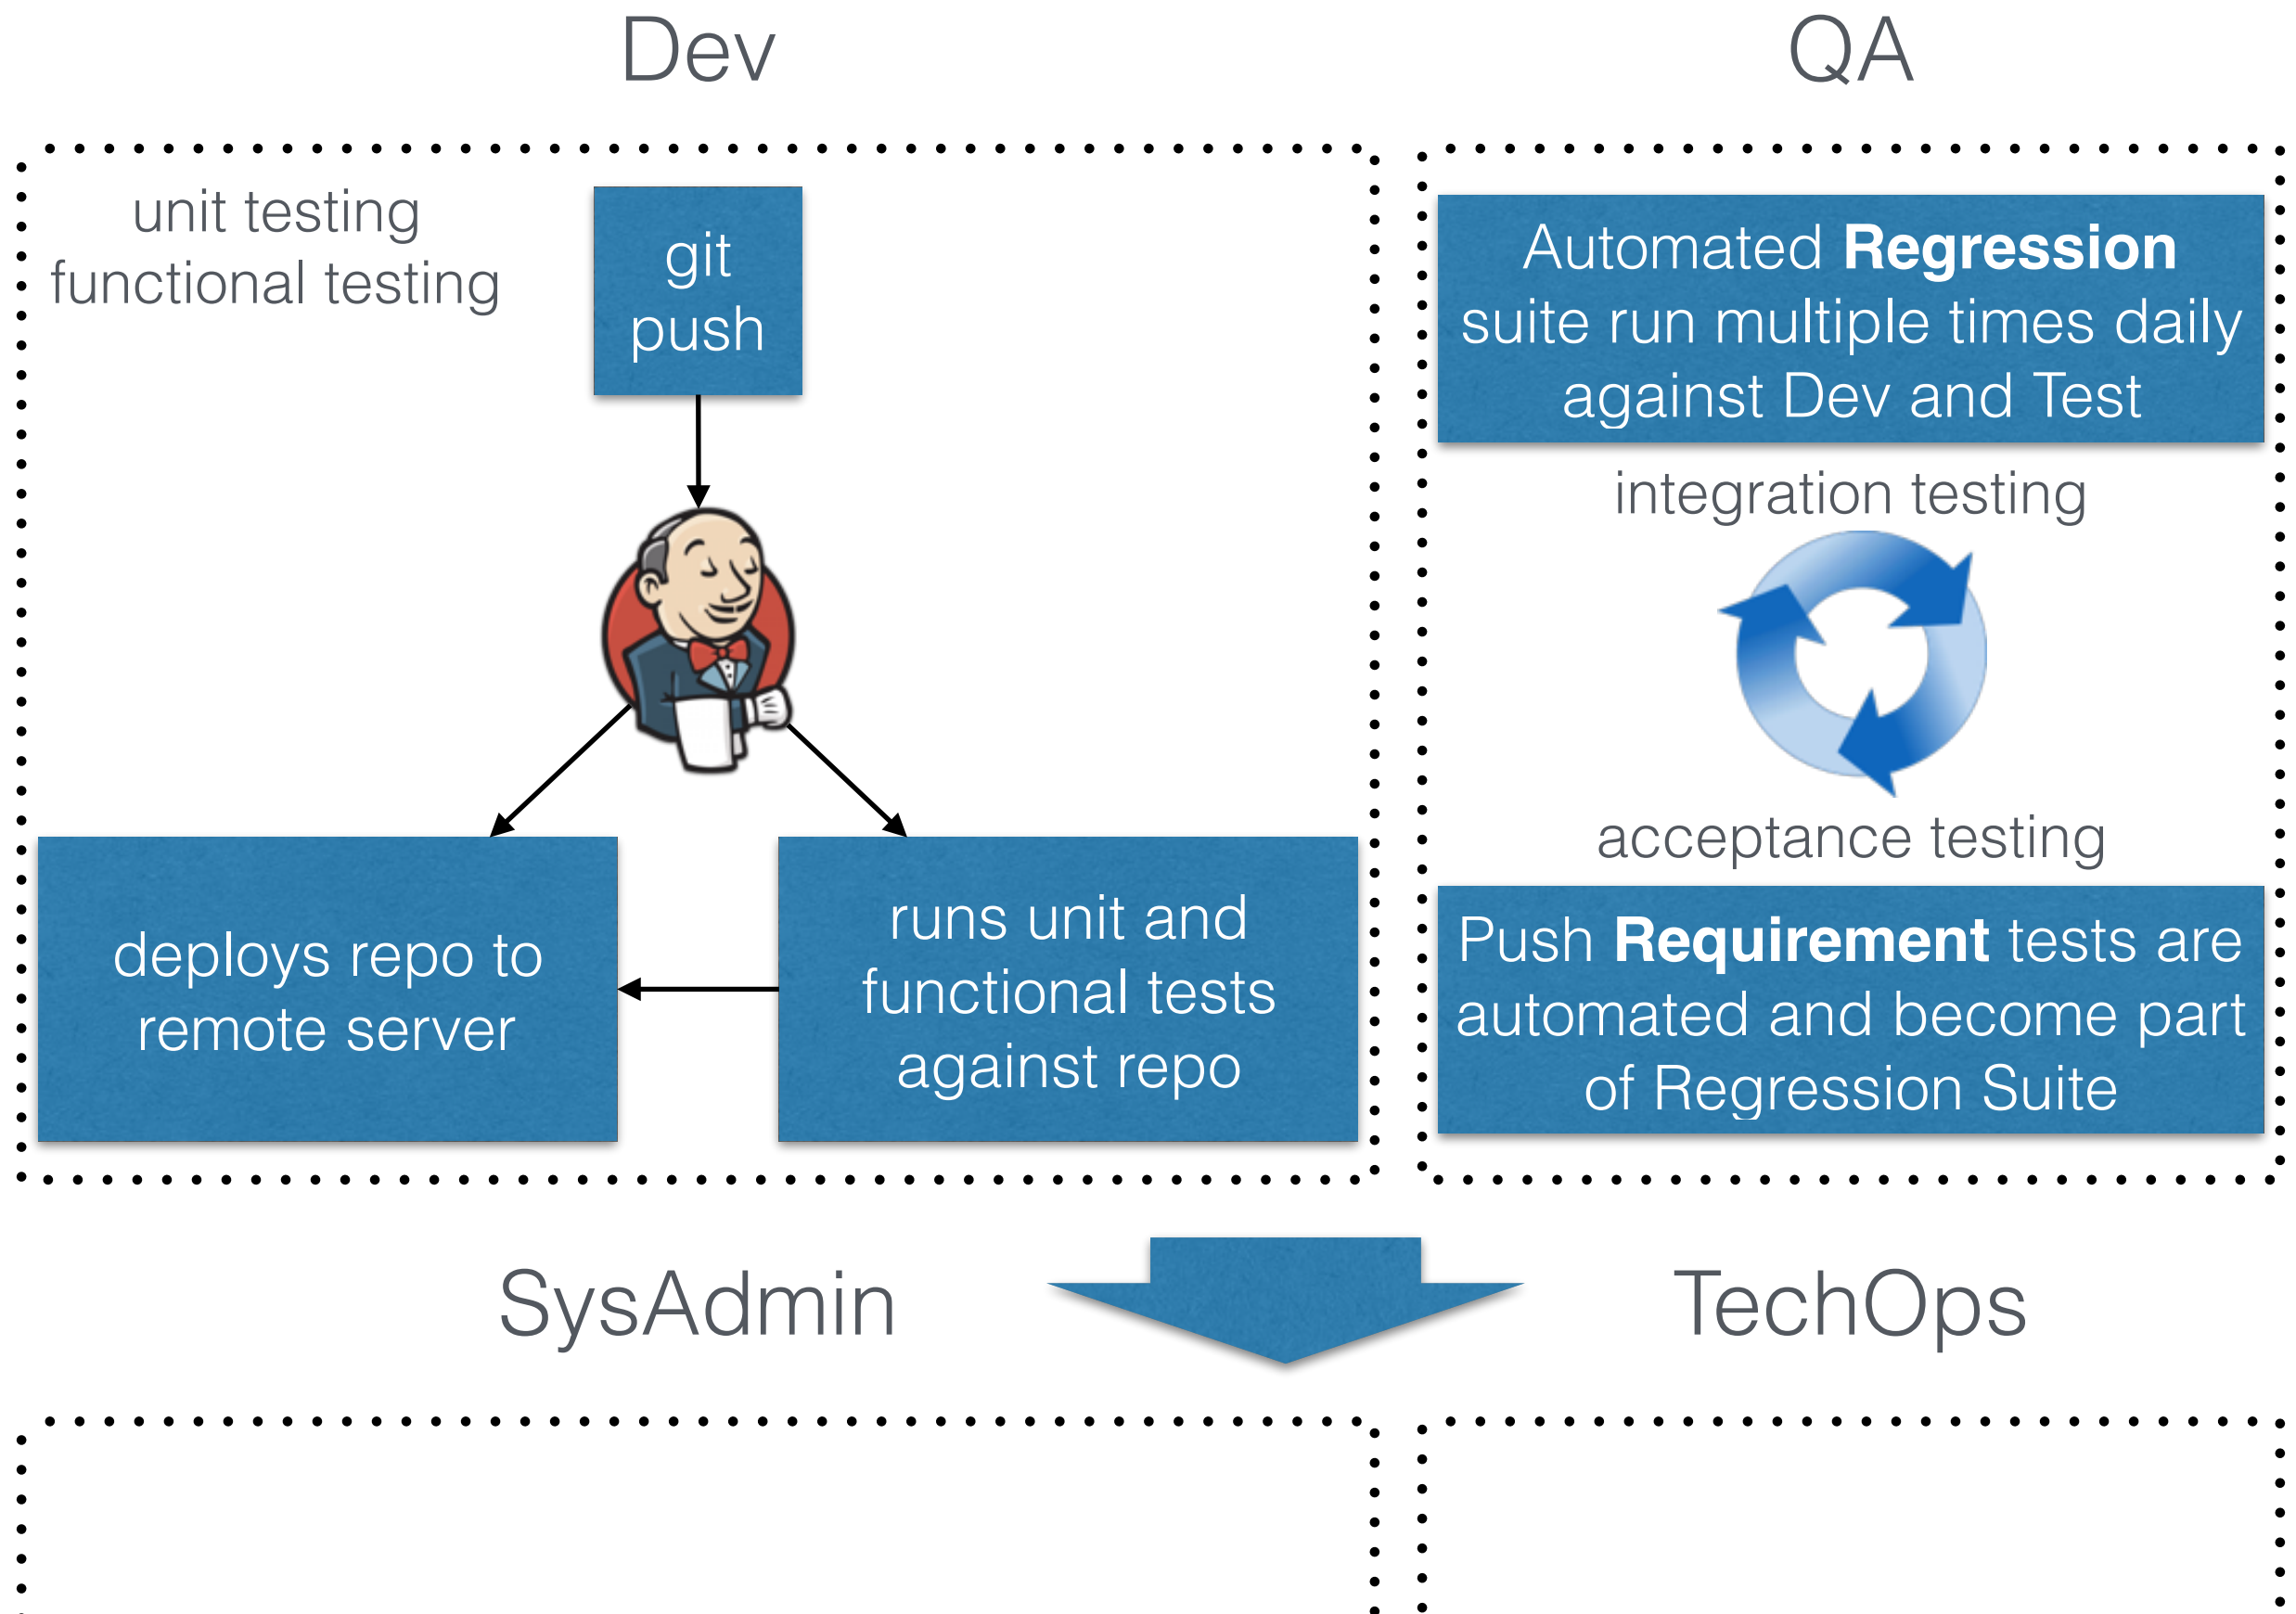 Dev
QA
unit testing
functional testing
git
push
deploys repo to
remote server
runs unit and
functional tests
against repo
Automated Regression
suite run multiple times daily
against Dev and Test
integration testing
acceptance testing
Push Requirement tests are
automated and become part
of Regression Suite
SysAdmin
TechOps